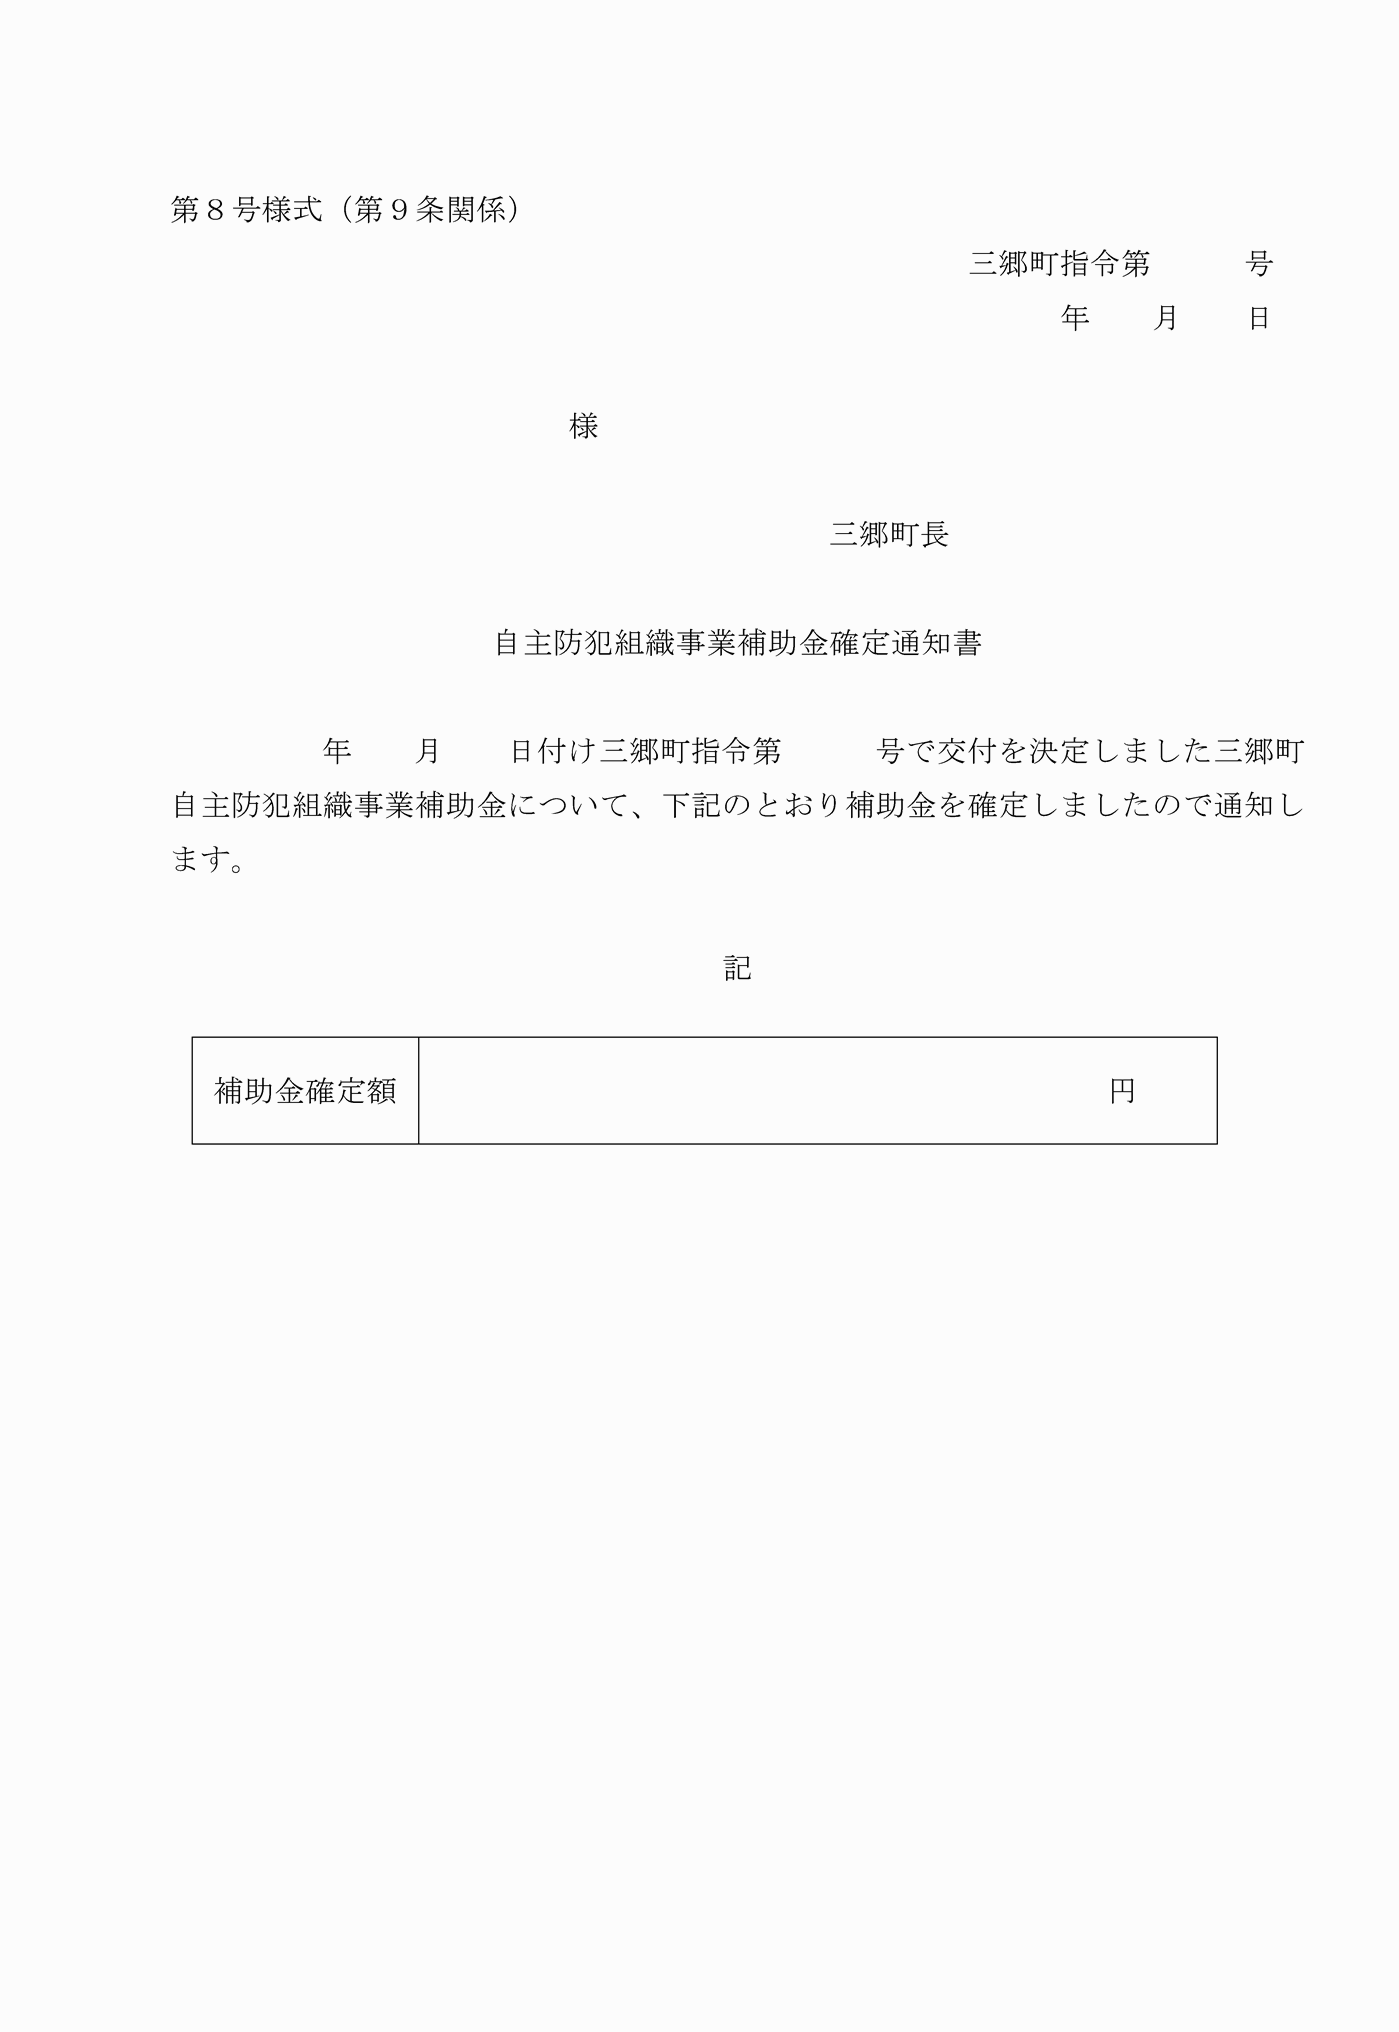 第８号様式（第９条関係）
三郷町指令第　　　号
年　　月　　日
様
三郷町長
自主防犯組織事業補助金確定通知書
年　　月　　日付け三郷町指令第　　　号で交付を決定しました三郷町
自主防犯組織事業補助金について、下記のとおり補助金を確定しましたので通知し
ます。
記
補助金確定額　　　円